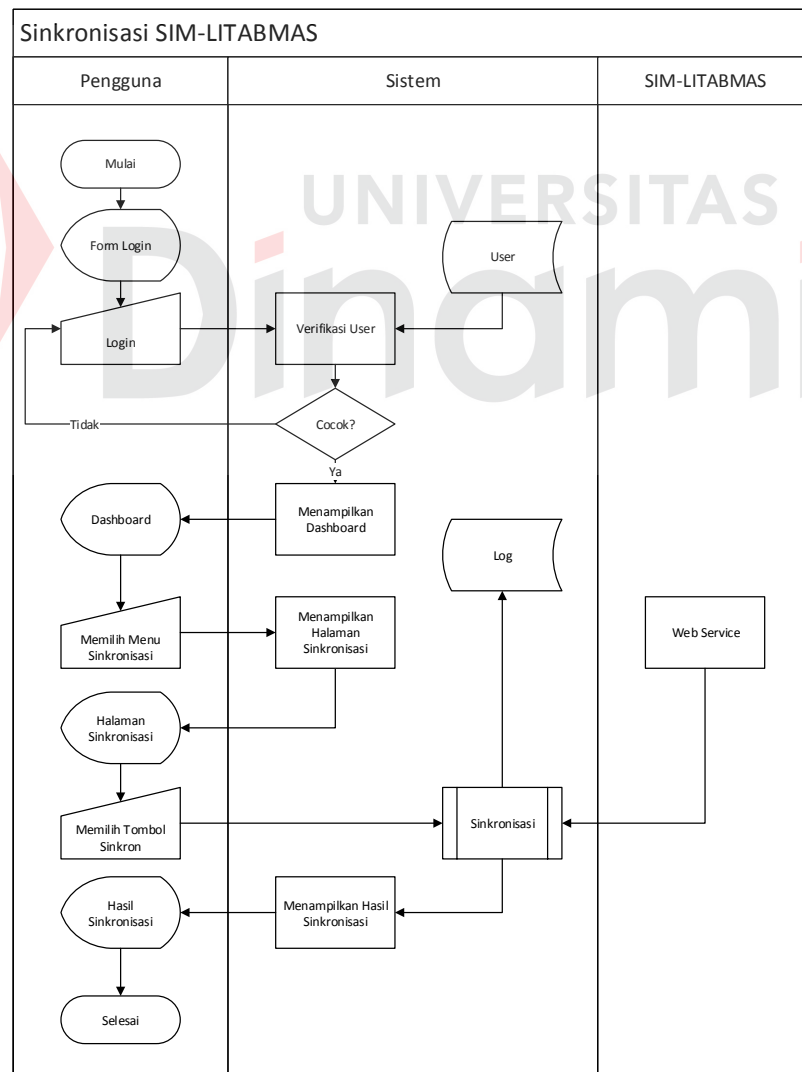 Sinkronisasi SIM-LITABMAS
Pengguna
Sistem
SIM-LITABMAS
UNIVERSITAS
Dinami
Mulai
Form Login
User
Login
Verifikasi User
Tidak
Cocok?
Ya
Dashboard
Menampilkan
Dashboard
Log
Memilih Menu
Sinkronisasi
Menampilkan
Halaman
Sinkronisasi
Web Service
Halaman
Sinkronisasi
Memilih Tombol
Sinkron
Sinkronisasi
Hasil
Sinkronisasi
Menampilkan Hasil
Sinkronisasi
Selesai